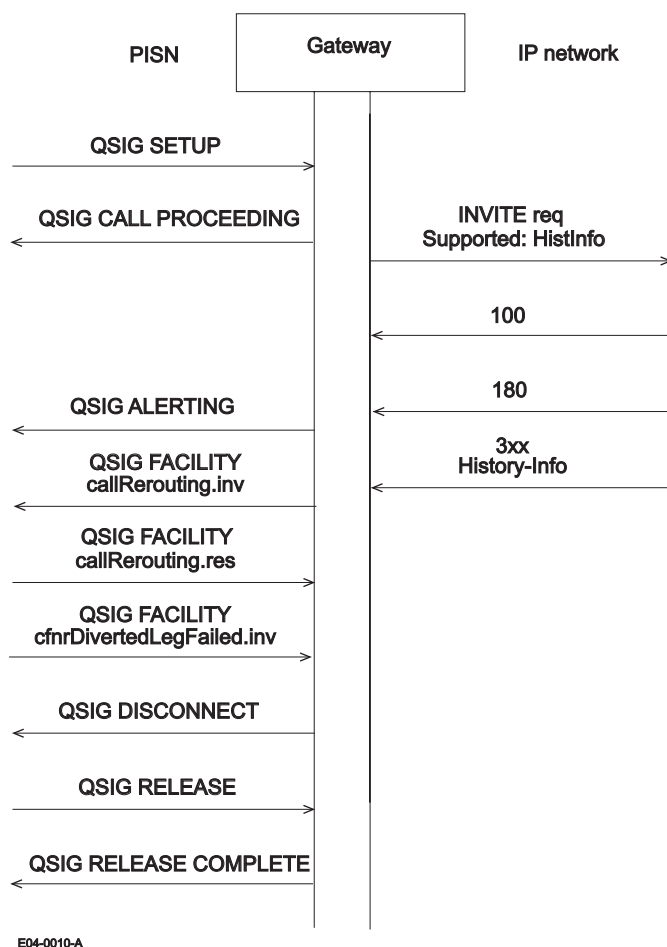 PISN
Gateway
IP network
QSIG SETUP
QSIG CALL PROCEEDING
INVITE req
Supported: HistInfo
100
180
QSIG ALERTING
3xx
History-Info
QSIG FACILITY
callRerouting.inv
QSIG FACILITY
callRerouting.res
QSIG FACILITY
cfnrDivertedLegFailed.inv
QSIG DISCONNECT
QSIG RELEASE
QSIG RELEASE COMPLETE
E04-0010-A